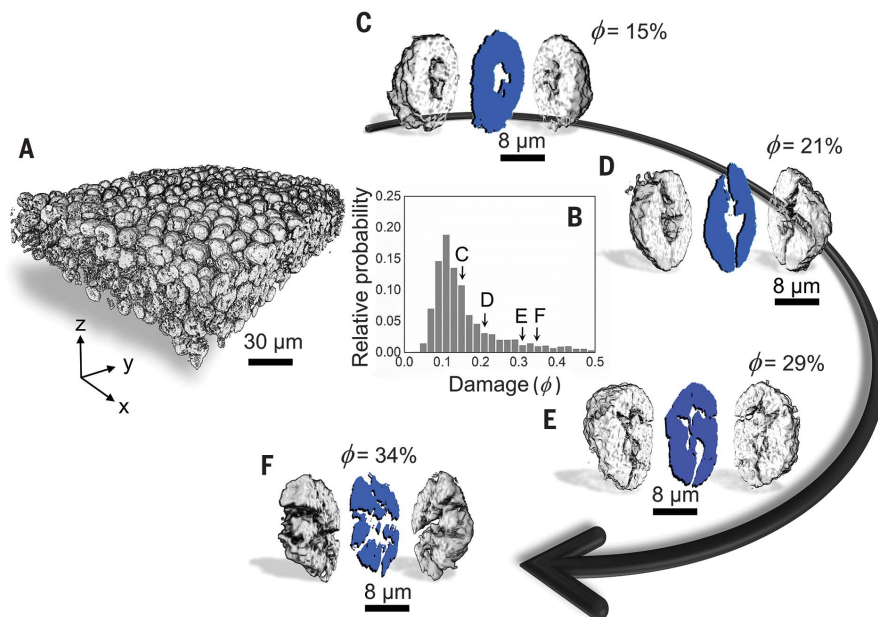 C
ϕ= 15%
8 µm
A
z
y
x
30 µm
B
Relative probability
0.25
0.20
0.15
0.10
0.05
0.00
0.0 0.1 0.2 0.3 0.4 0.5
Damage (ϕ)
C
D
E F
D
ϕ= 21%
8 µm
E
ϕ= 29%
8 µm
F
ϕ= 34%
8 µm